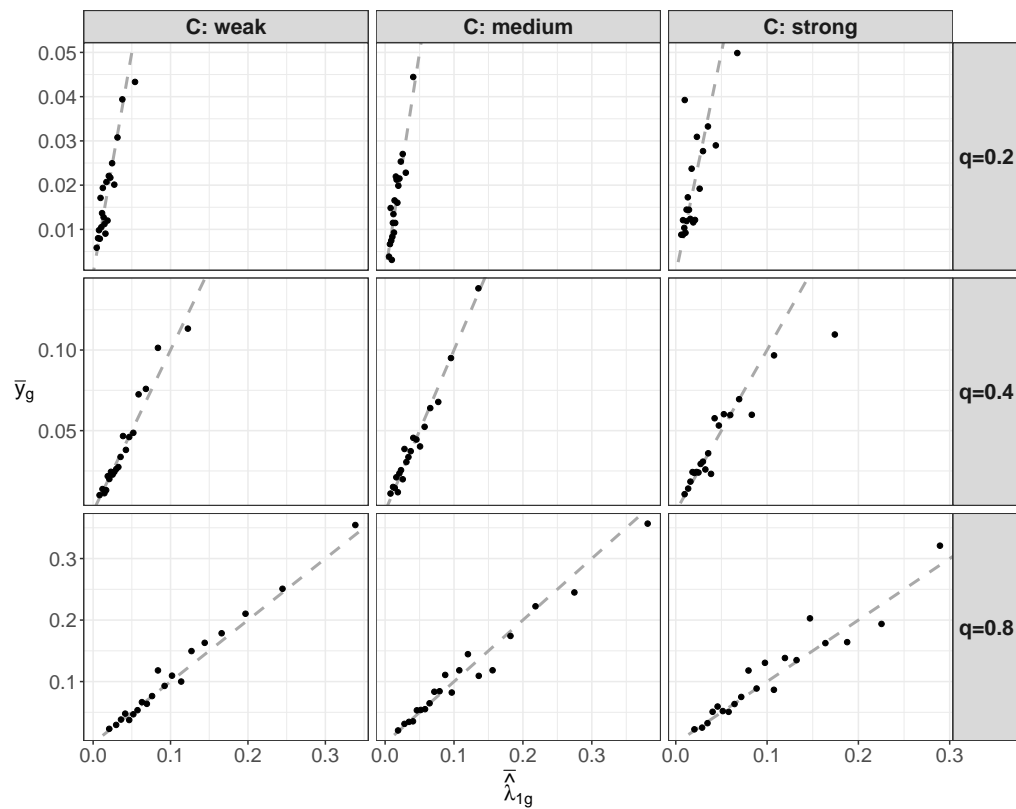 C: weak C: medium C: strong
0.05
0.04
0.03
0.02
0.01
q=0.2
0.10
0.05
q=0.4
ȳg
0.3
0.2
0.1
q=0.8
0.0 0.1 0.2 0.3 0.0 0.1 0.2 0.3 0.0 0.1 0.2 0.3
λ̂̄1g